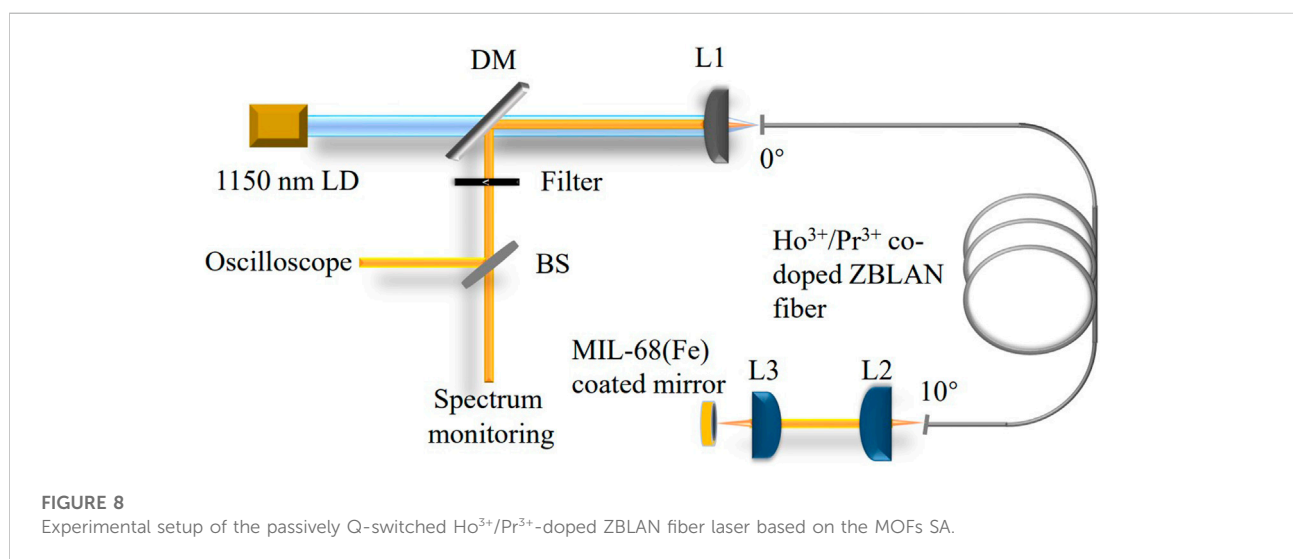 DM
L1
1150 nm LD
Filter
0°
Oscilloscope
BS
Ho³⁺/Pr³⁺ co-
doped ZBLAN
fiber
MIL-68(Fe)
coated mirror
L3
L2
10°
Spectrum
monitoring
FIGURE 8
Experimental setup of the passively Q-switched Ho³⁺/Pr³⁺-doped ZBLAN fiber laser based on the MOFs SA.